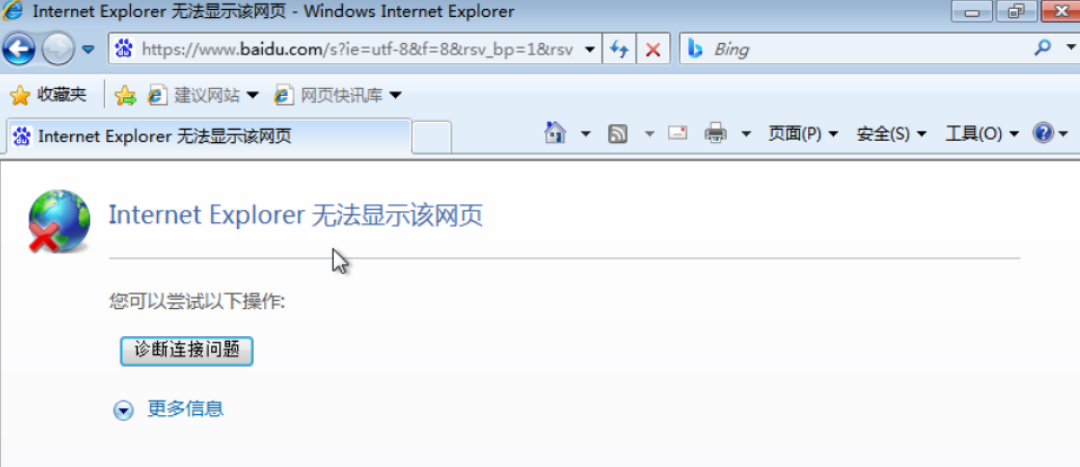 Internet Explorer 无法显示该网页 - Windows Internet Explorer
https://www.baidu.com/s?ie=utf-8&f=8&rsv_bp=1&rsv
Bing
收藏夹 建议网站 网页快讯库
Internet Explorer 无法显示该网页 页面(P) 安全(S) 工具(O)
Internet Explorer 无法显示该网页
您可以尝试以下操作:
诊断连接问题
更多信息